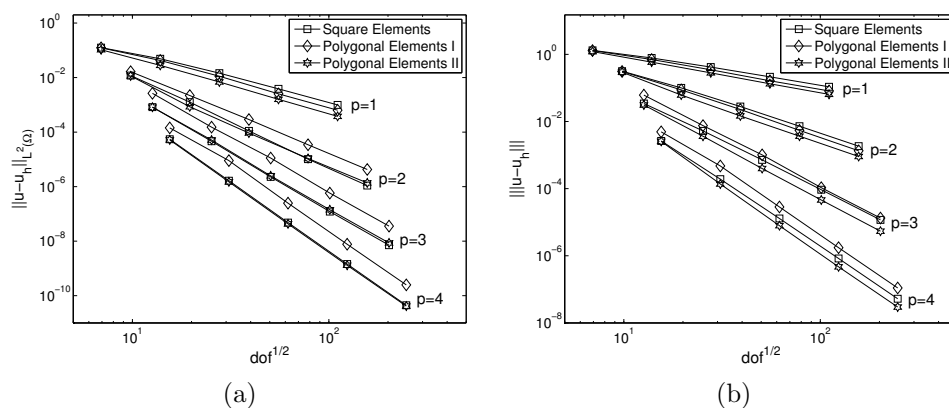 10^0
10^{-2}
10^{-4}
10^{-6}
10^{-8}
10^{-10}
||u−u_h||_{L^2(Ω)}
Square Elements
Polygonal Elements I
Polygonal Elements II
p=1
p=2
p=3
p=4
10^1
10^2
dof^{1/2}
(a)
10^0
10^{-2}
10^{-4}
10^{-6}
10^{-8}
|||u−u_h|||
Square Elements
Polygonal Elements I
Polygonal Elements II
p=1
p=2
p=3
p=4
10^1
10^2
dof^{1/2}
(b)